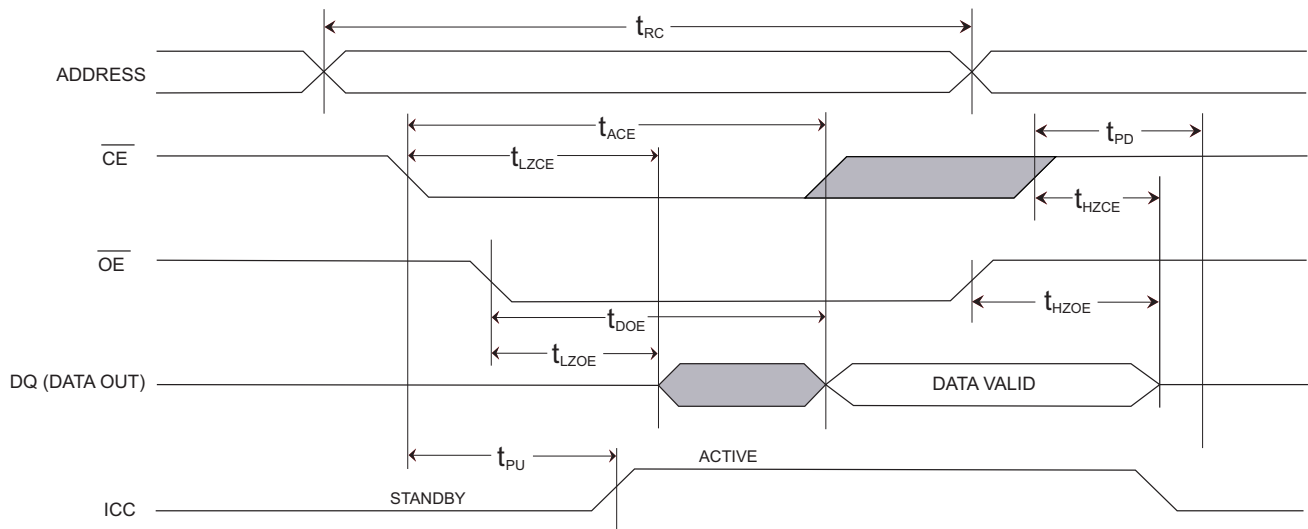 tRC
ADDRESS
tACE
tPD
CE
tLZCE
tHZCE
OE
tHZOE
tDOE
tLZOE
DQ (DATA OUT)
DATA VALID
tPU
ACTIVE
STANDBY
ICC